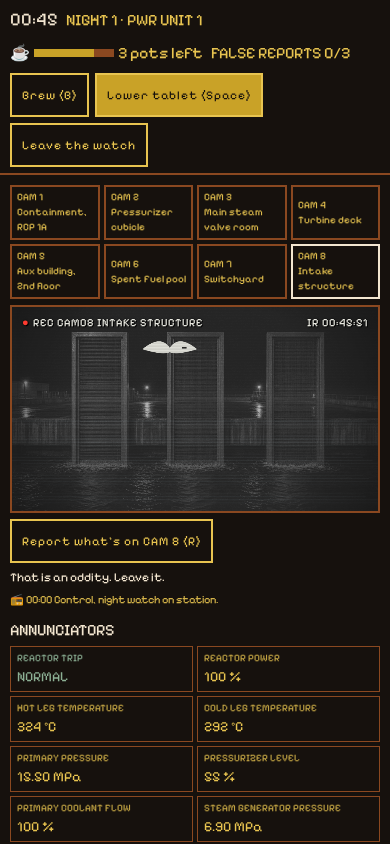 00:45 NIGHT 1 · PWR UNIT 1
☕ 3 pots left FALSE REPORTS 0/3
Brew (B) Lower tablet (Space)
Leave the watch
CAM 1
Containment, RCP 1A
CAM 2
Pressurizer cubicle
CAM 3
Main steam valve room
CAM 4
Turbine deck
CAM 5
Aux building, 2nd floor
CAM 6
Spent fuel pool
CAM 7
Switchyard
CAM 8
Intake structure
● REC CAM08 INTAKE STRUCTURE IR 00:45:51
Report what's on CAM 8 (R)
That is an oddity. Leave it.
📻 00:00 Control, night watch on station.
ANNUNCIATORS
REACTOR TRIP
NORMAL
REACTOR POWER
100 %
HOT LEG TEMPERATURE
324 °C
COLD LEG TEMPERATURE
292 °C
PRIMARY PRESSURE
15.50 MPa
PRESSURIZER LEVEL
55 %
PRIMARY COOLANT FLOW
100 %
STEAM GENERATOR PRESSURE
6.90 MPa